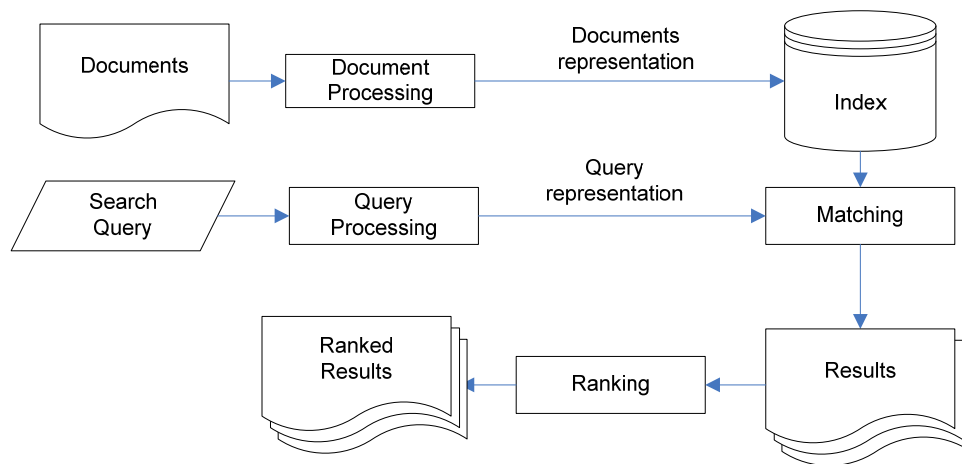 Documents
Document
Processing
Documents
representation
Index
Search
Query
Query
Processing
Query
representation
Matching
Ranked
Results
Ranking
Results